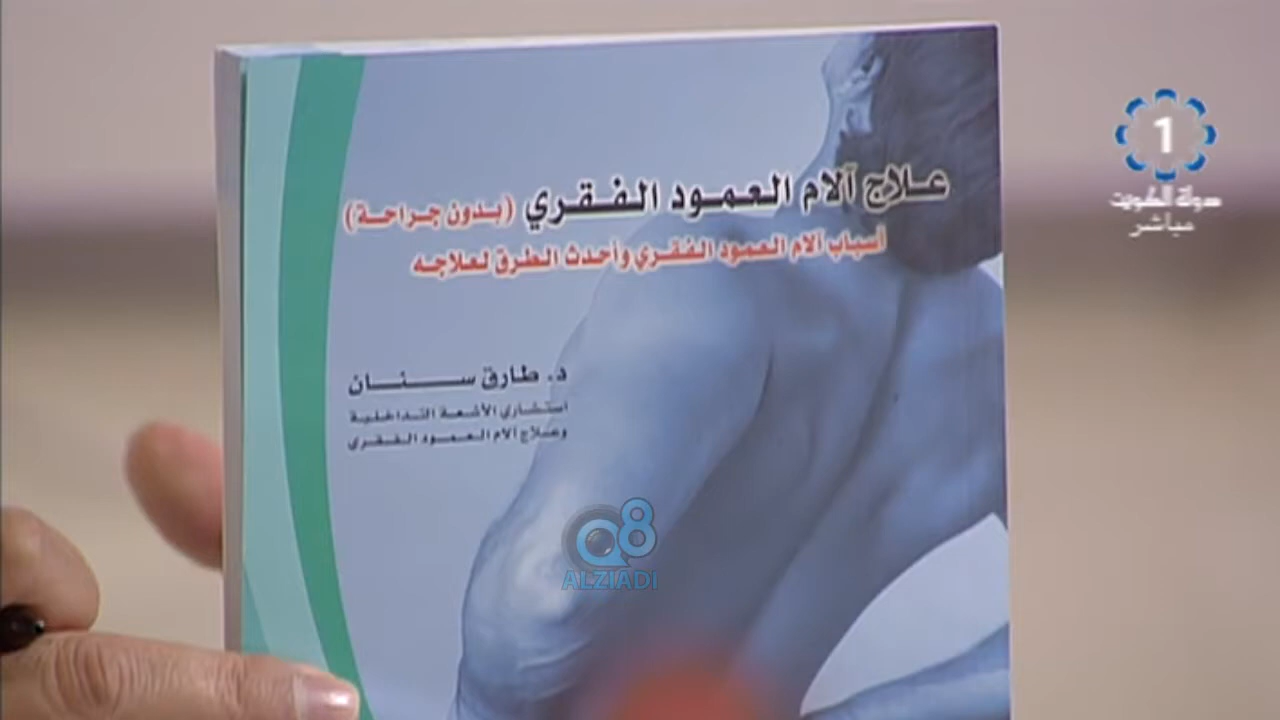 علاج آلام العمود الفقري (بدون جراحة)
أسباب آلام العمود الفقري وأحدث الطرق لعلاجه
د. طارق سنان
استشاري الأشعة التداخلية
وعلاج آلام العمود الفقري
Q8
ALZIADI
1
دولة الكويت
مباشر